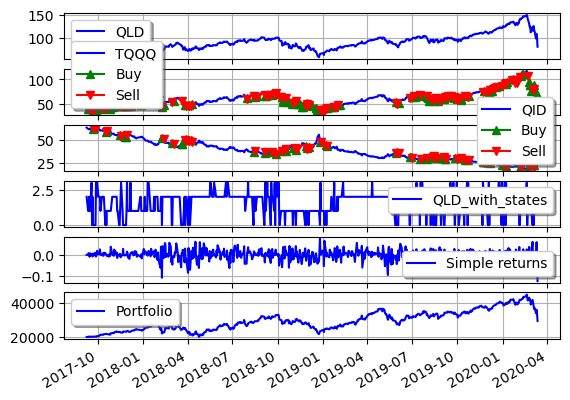 150
100
QLD
TQQQ
Buy
Sell
100
50
QID
Buy
Sell
50
25
2.5
0.0
QLD_with_states
0.0
−0.1
Simple returns
40000
20000
Portfolio
2017-10
2018-01
2018-04
2018-07
2018-10
2019-01
2019-04
2019-07
2019-10
2020-01
2020-04